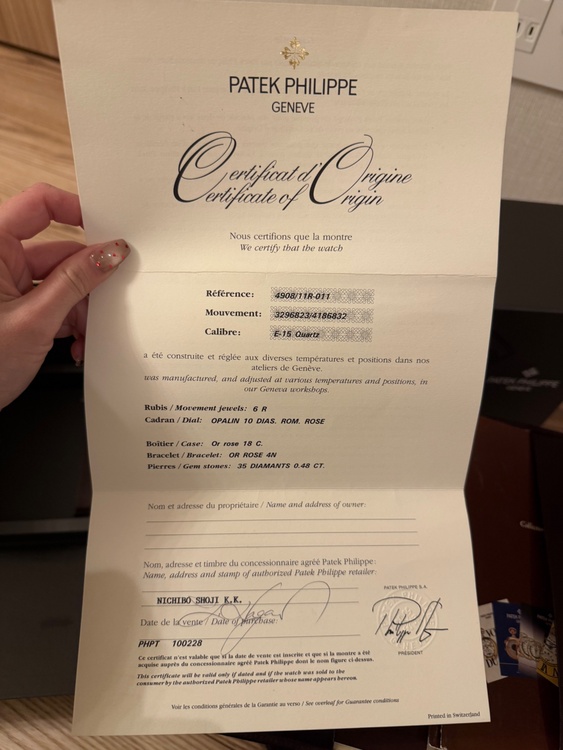 PATEK PHILIPPE
GENEVE
Certificat d'Origine
Certificate of Origin
Nous certifions que la montre
We certify that the watch
Référence: 4908/11R-011
Mouvement: 3296823/4186832
Calibre: E-15 Quartz
a été construite et réglée aux diverses températures et positions dans nos
ateliers de Genève.
was manufactured, and adjusted at various temperatures and positions, in
our Geneva workshops.
Rubis / Movement jewels: 6 R
Cadran / Dial: OPALIN 10 DIAS. ROM. ROSE
Boîtier / Case: Or rose 18 C.
Bracelet / Bracelet: OR ROSE 4N
Pierres / Gem stones: 35 DIAMANTS 0.48 CT.
Nom et adresse du propriétaire / Name and address of owner:
Nom, adresse et timbre du concessionnaire agréé Patek Philippe:
Name, address and stamp of authorized Patek Philippe retailer:
NICHIBO SHOJI K.K.
PATEK PHILIPPE S.A.
Date de la vente / Date of purchase:
PHPT 100228
PRESIDENT
Ce certificat n'est valable que si la date de vente est inscrite et que si la montre a été
acquise auprès du concessionnaire agréé Patek Philippe dont le nom figure ci-dessus.
This certificate will be valid only if dated and if the watch was sold to the
consumer by the authorized Patek Philippe retailer whose name appears hereon.
Voir les conditions générales de la Garantie au verso / See overleaf for Guarantee conditions
Printed in Switzerland
PATEK PHILIPPE
GENEVE